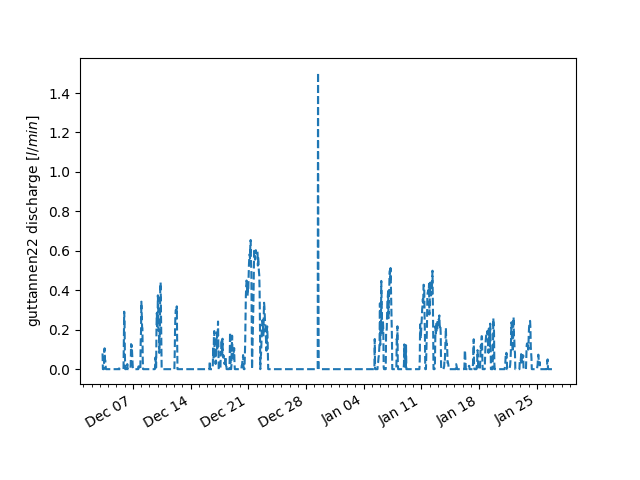 guttannen22 discharge [l/min]
1.4
1.2
1.0
0.8
0.6
0.4
0.2
0.0
Dec 07
Dec 14
Dec 21
Dec 28
Jan 04
Jan 11
Jan 18
Jan 25